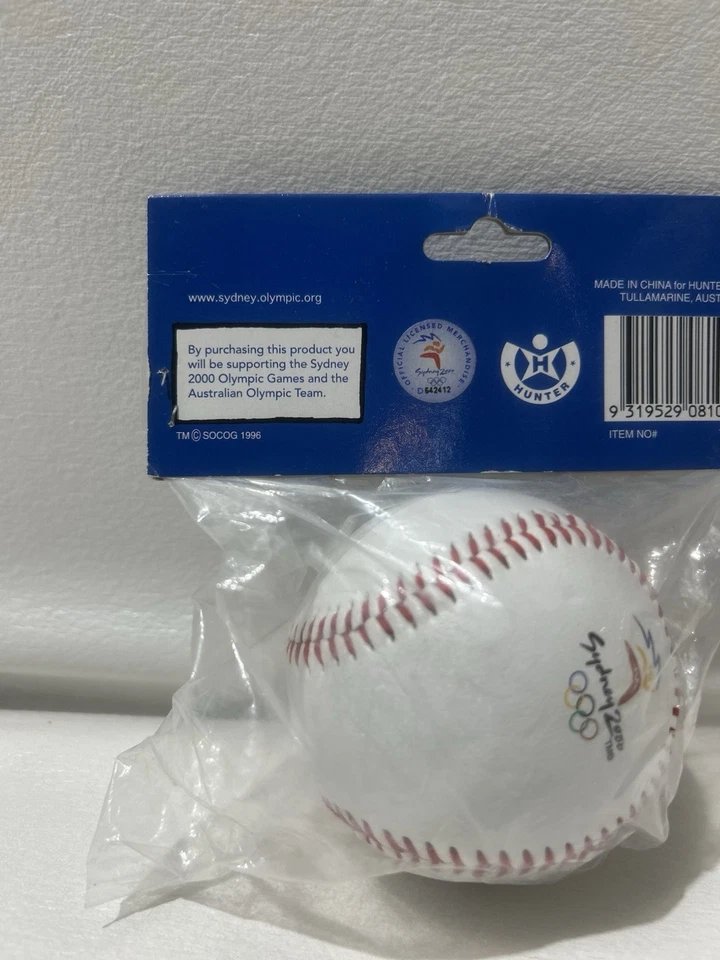 www.sydney.olympic.org
MADE IN CHINA for HUNTE
TULLAMARINE, AUST
By purchasing this product you
will be supporting the Sydney
2000 Olympic Games and the
Australian Olympic Team.
OFFICIAL LICENSED MERCHANDISE
Sydney 2000
D 642412
H
HUNTER
9 319529 0810
TM © SOCOG 1996
ITEM NO#
Sydney 2000